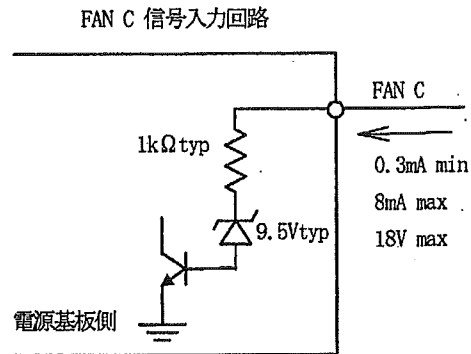 FAN C 信号入力回路
FAN C
1kΩtyp
0.3mA min
8mA max
18V max
9.5Vtyp
電源基板側